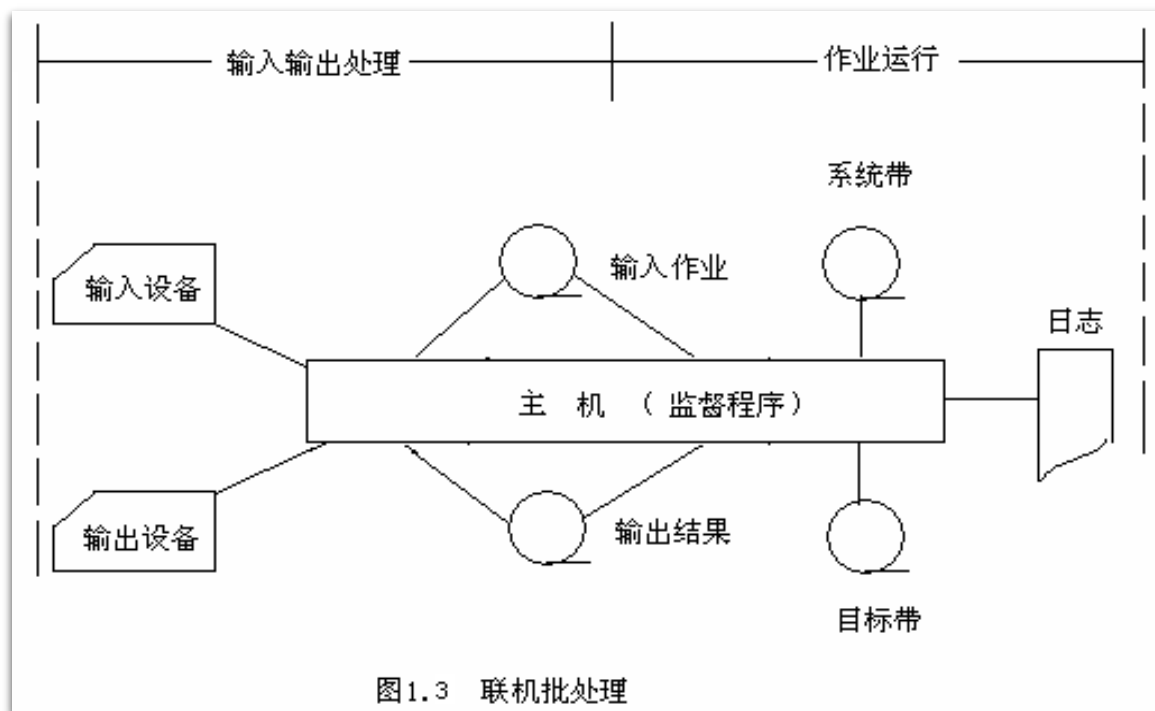 输入输出处理
作业运行
系统带
输入设备
输入作业
日志
主 机 （ 监督程序）
输出设备
输出结果
目标带
图1.3 联机批处理